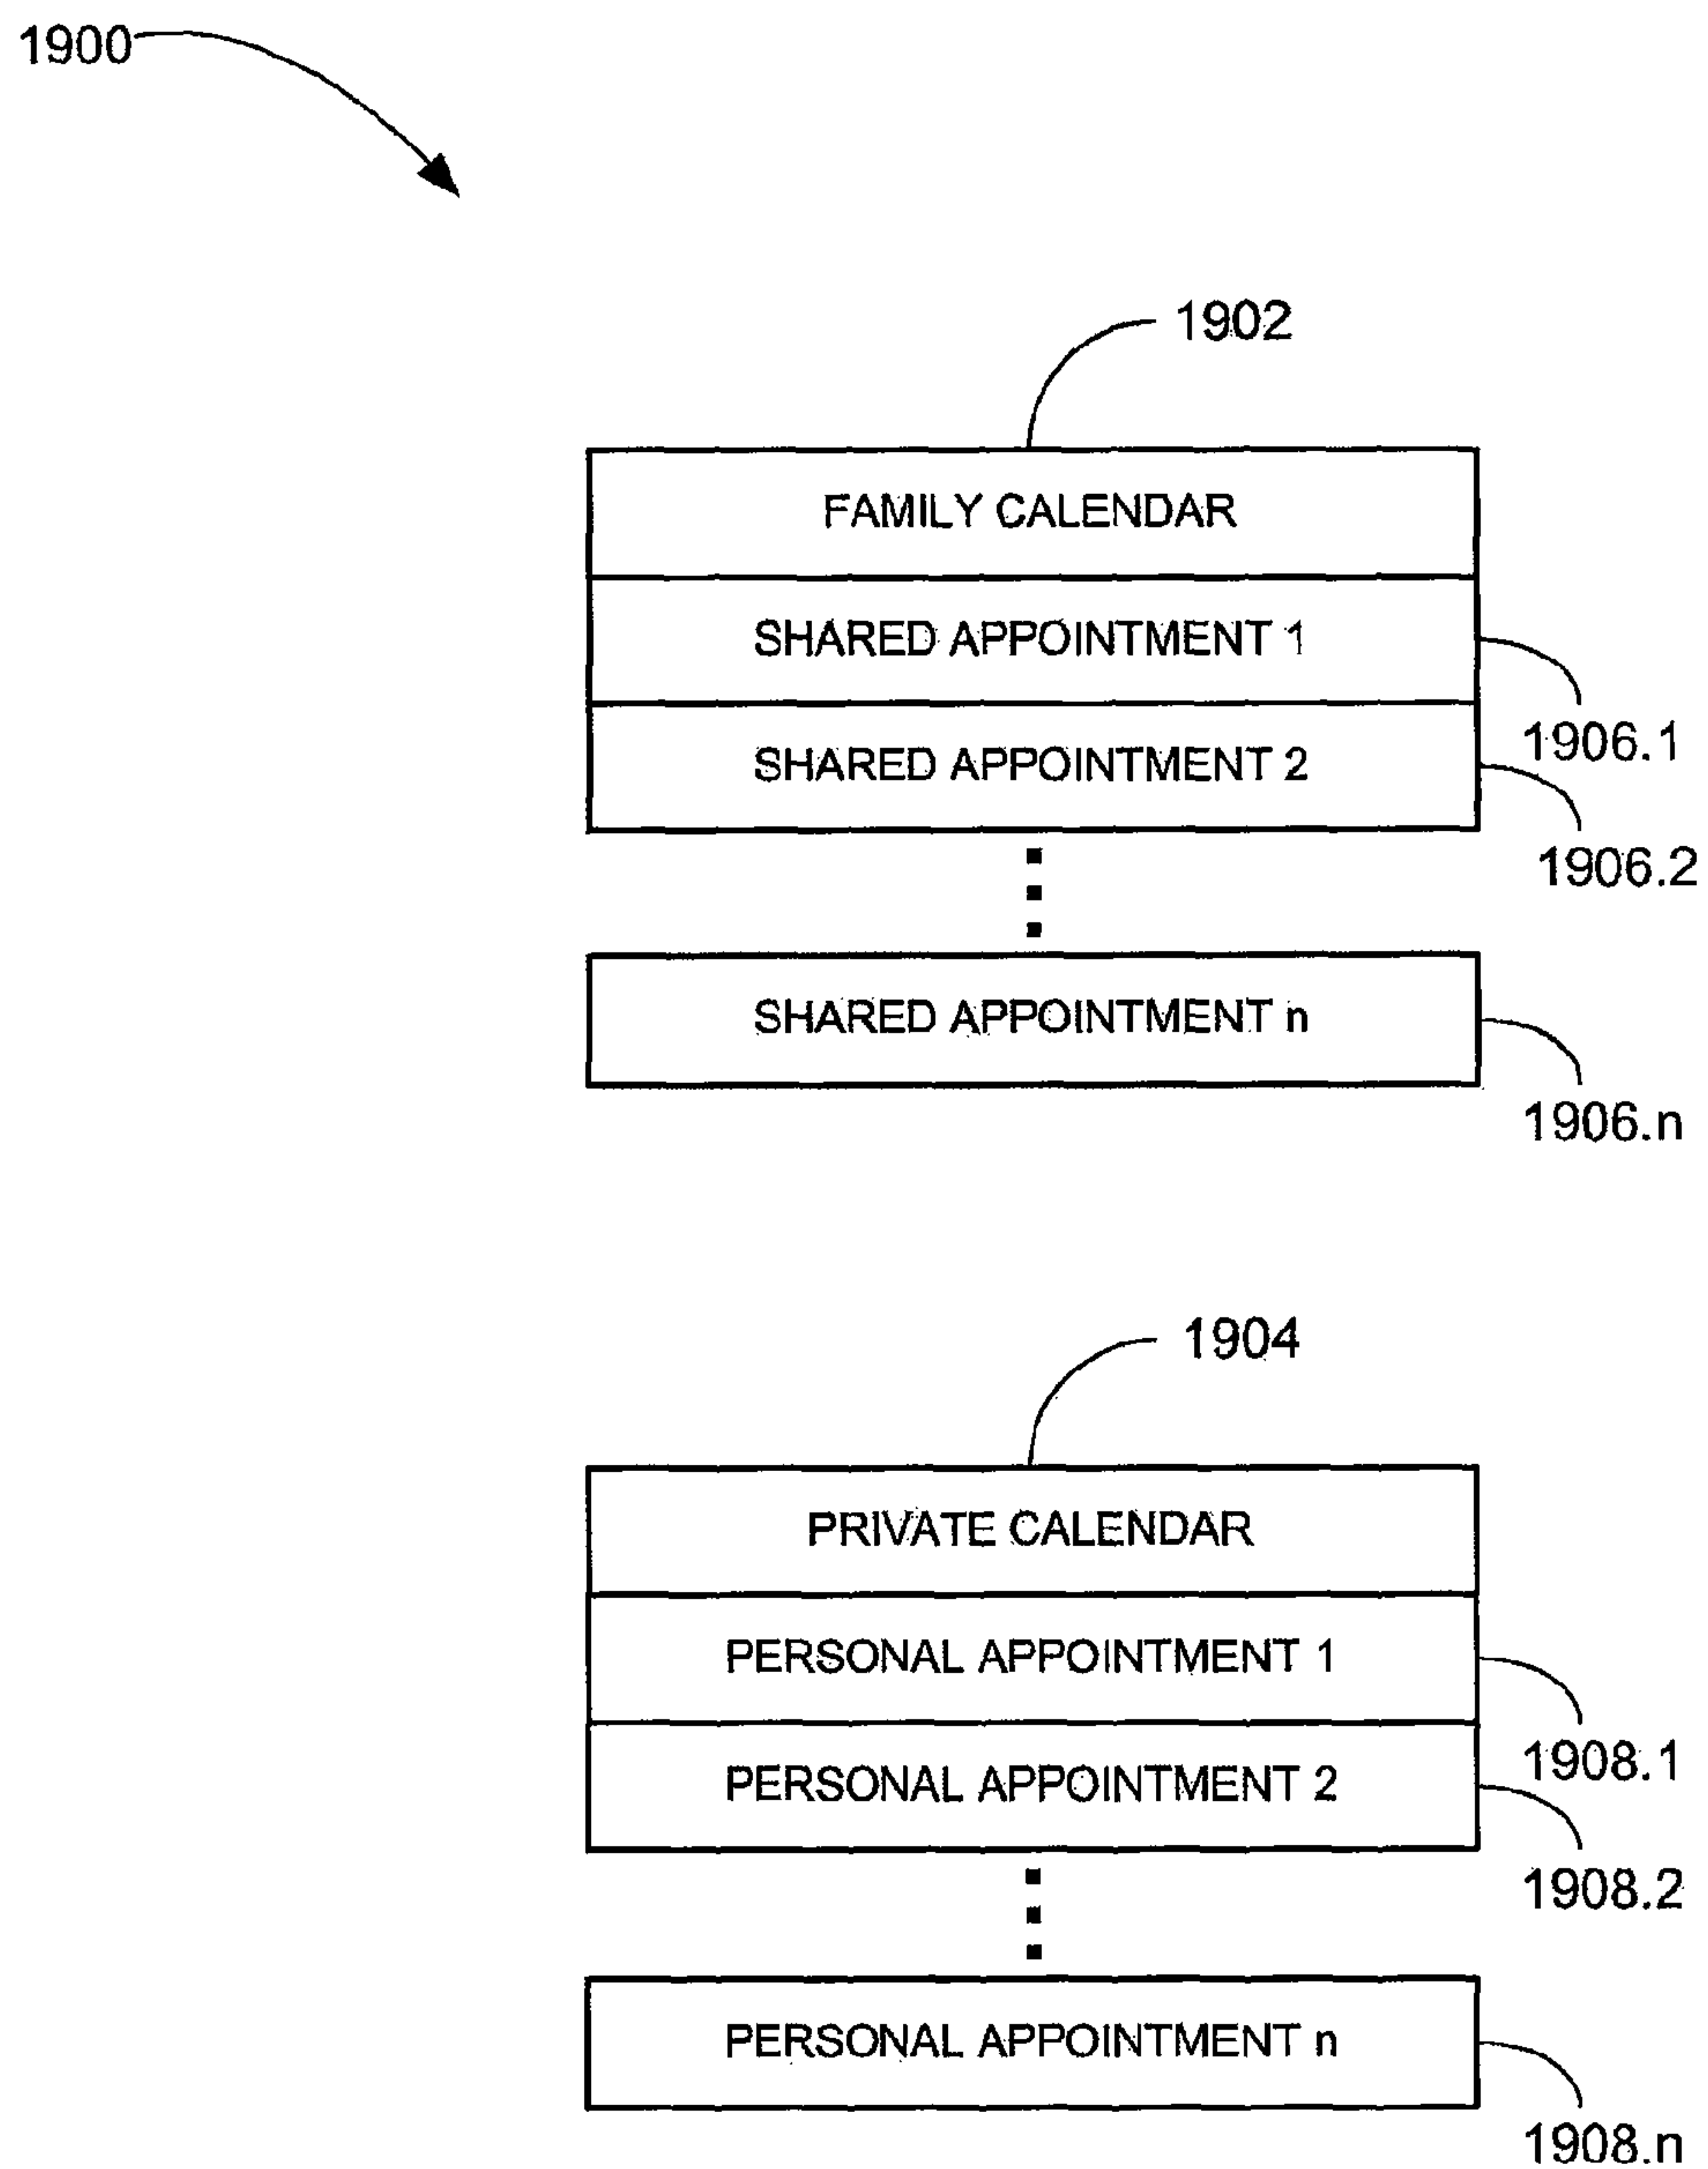 1900
1902
FAMILY CALENDAR
SHARED APPOINTMENT 1
1906.1
SHARED APPOINTMENT 2
1906.2
SHARED APPOINTMENT n
1906.n
1904
PRIVATE CALENDAR
PERSONAL APPOINTMENT 1
1908.1
PERSONAL APPOINTMENT 2
1908.2
PERSONAL APPOINTMENT n
1908.n